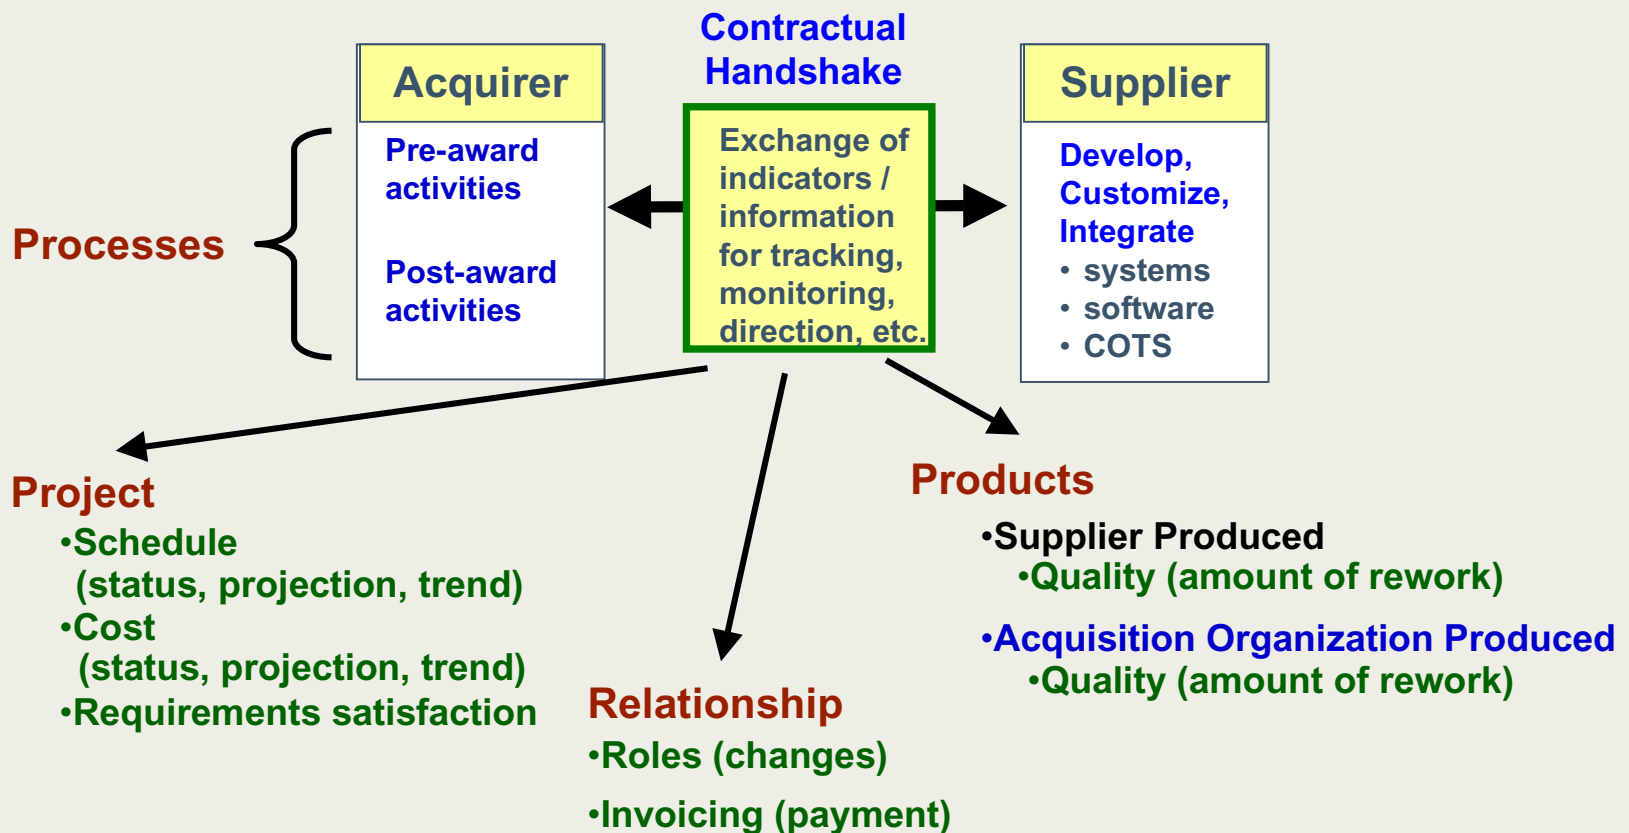 Contractual
Handshake
Acquirer
Supplier
Processes
Pre-award
activities
Post-award
activities
Exchange of
indicators /
information
for tracking,
monitoring,
direction, etc.
Develop,
Customize,
Integrate
• systems
• software
• COTS
Project
•Schedule
(status, projection, trend)
•Cost
(status, projection, trend)
•Requirements satisfaction
Relationship
•Roles (changes)
•Invoicing (payment)
Products
•Supplier Produced
•Quality (amount of rework)
•Acquisition Organization Produced
•Quality (amount of rework)